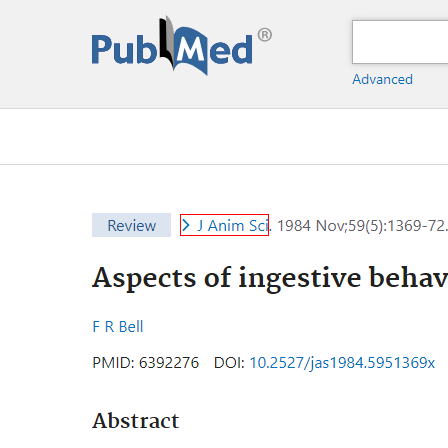 PubMed®
Advanced
Review J Anim Sci. 1984 Nov;59(5):1369-72.
Aspects of ingestive behav
F R Bell
PMID: 6392276 DOI: 10.2527/jas1984.5951369x
Abstract